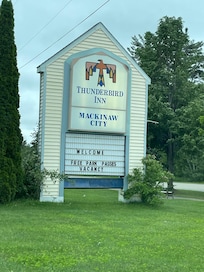 THUNDERBIRD
INN
MACKINAW
CITY
WELCOME
FREE PARK PASSES
VACANCY